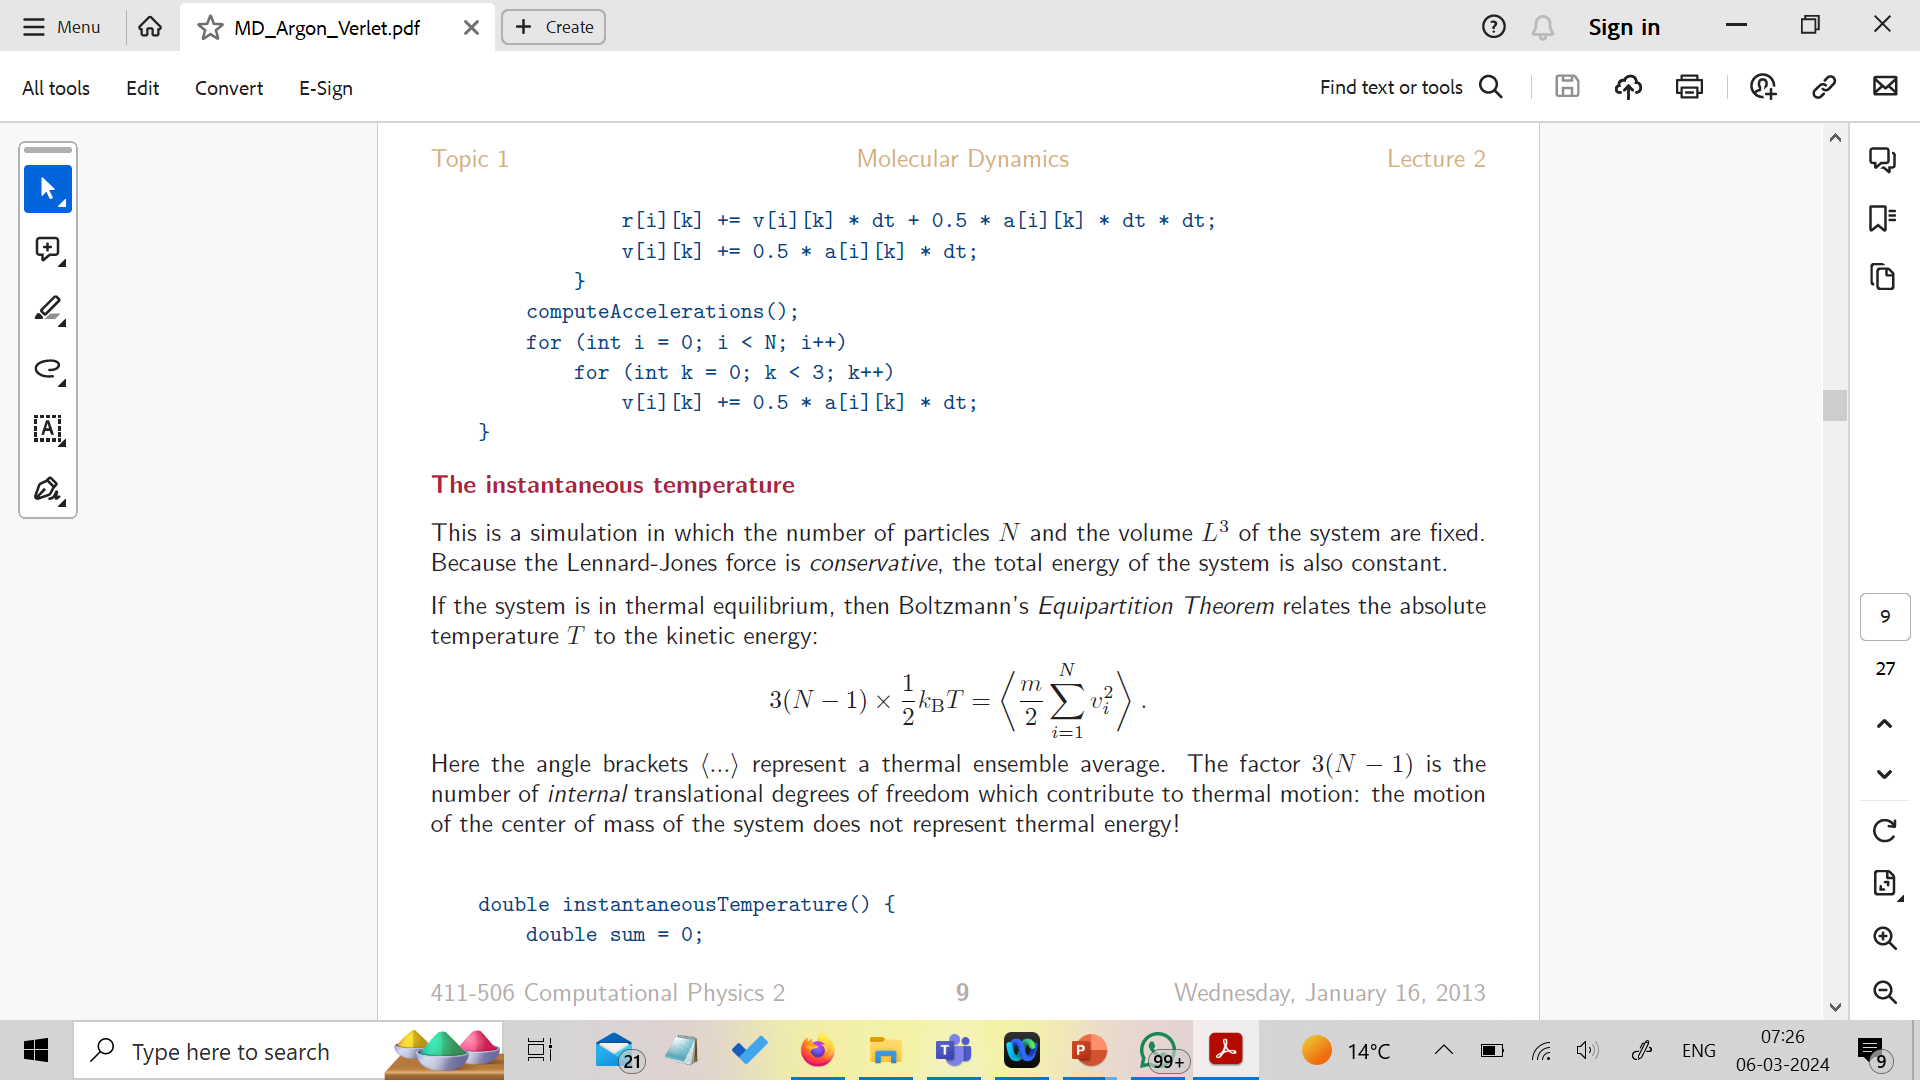 Menu
MD_Argon_Verlet.pdf
+ Create
Sign in
All tools Edit Convert E-Sign
Find text or tools
Topic 1 Molecular Dynamics Lecture 2
r[i][k] += v[i][k] * dt + 0.5 * a[i][k] * dt * dt;
v[i][k] += 0.5 * a[i][k] * dt;
}
computeAccelerations();
for (int i = 0; i < N; i++)
for (int k = 0; k < 3; k++)
v[i][k] += 0.5 * a[i][k] * dt;
}
The instantaneous temperature
This is a simulation in which the number of particles N and the volume L³ of the system are fixed.
Because the Lennard-Jones force is conservative, the total energy of the system is also constant.
If the system is in thermal equilibrium, then Boltzmann's Equipartition Theorem relates the absolute
temperature T to the kinetic energy:
3(N − 1) × 1/2 k_B T = ⟨ m/2 ∑_{i=1}^{N} v_i^2 ⟩ .
Here the angle brackets ⟨...⟩ represent a thermal ensemble average. The factor 3(N − 1) is the
number of internal translational degrees of freedom which contribute to thermal motion: the motion
of the center of mass of the system does not represent thermal energy!
double instantaneousTemperature() {
double sum = 0;
411-506 Computational Physics 2 9 Wednesday, January 16, 2013
9
27
Type here to search
21
99+
14°C
ENG
07:26
06-03-2024
9